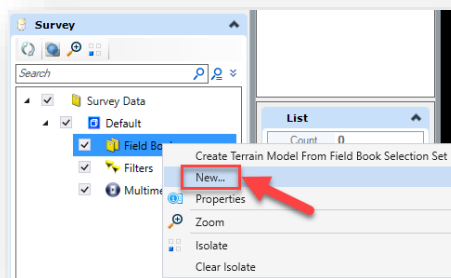 Survey
Search
Survey Data
Default
Field Bo
Filters
Multime
List
Count 0
Create Terrain Model From Field Book Selection Set
New...
Properties
Zoom
Isolate
Clear Isolate